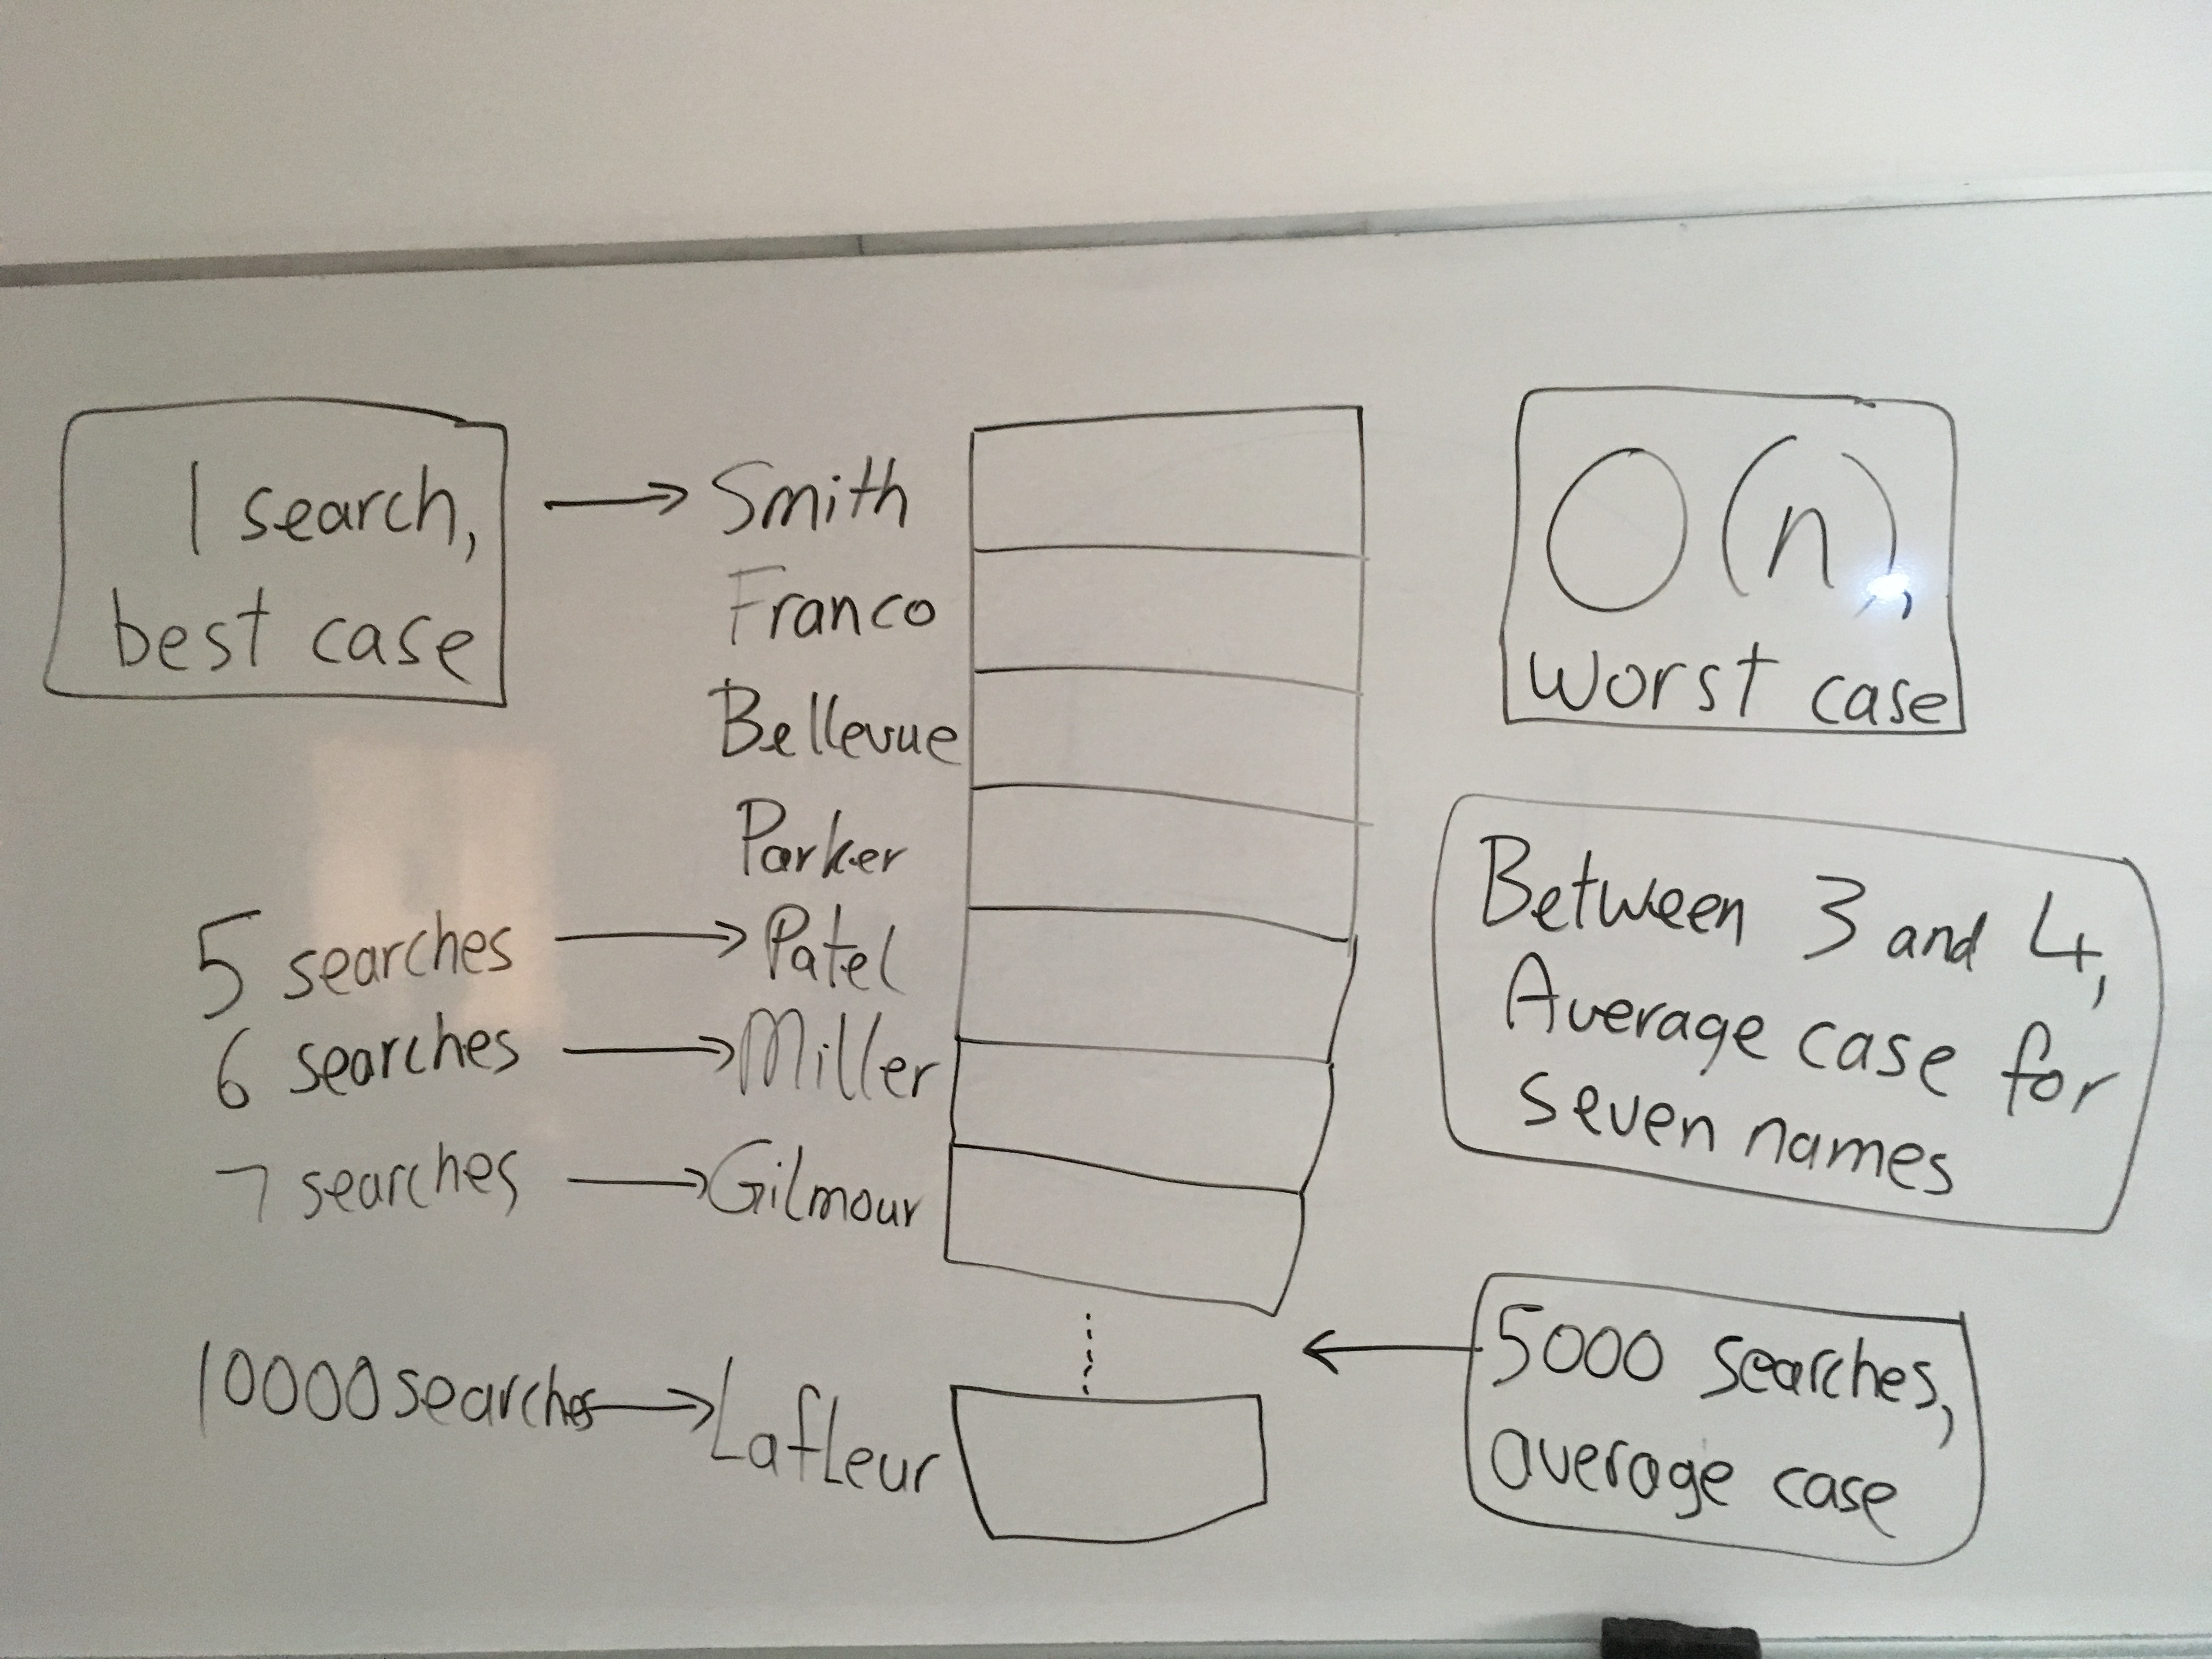 1 search,
best case
Smith
Franco
Bellevue
Parker
5 searches
Patel
6 searches
Miller
7 searches
Gilmour
10000 searches
Lafleur
O(n),
worst case
Between 3 and 4,
Average case for
seven names
5000 searches,
average case